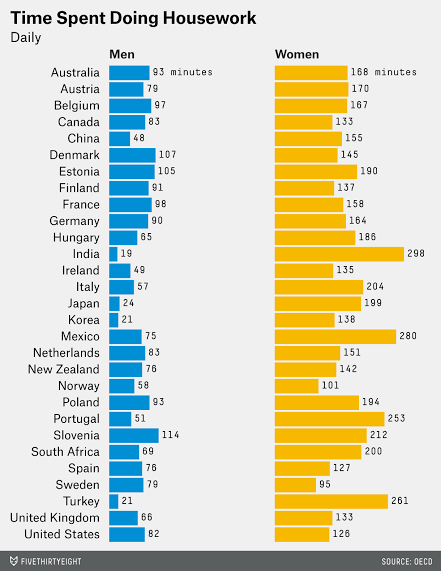 Time Spent Doing Housework
Daily
Men Women
Australia 93 minutes 168 minutes
Austria 79 170
Belgium 97 167
Canada 83 133
China 48 155
Denmark 107 145
Estonia 105 190
Finland 91 137
France 98 158
Germany 90 164
Hungary 65 186
India 19 298
Ireland 49 135
Italy 57 204
Japan 24 199
Korea 21 138
Mexico 75 280
Netherlands 83 151
New Zealand 76 142
Norway 58 101
Poland 93 194
Portugal 51 253
Slovenia 114 212
South Africa 69 200
Spain 76 127
Sweden 79 95
Turkey 21 261
United Kingdom 66 133
United States 82 126
FIVETHIRTYEIGHT SOURCE: OECD